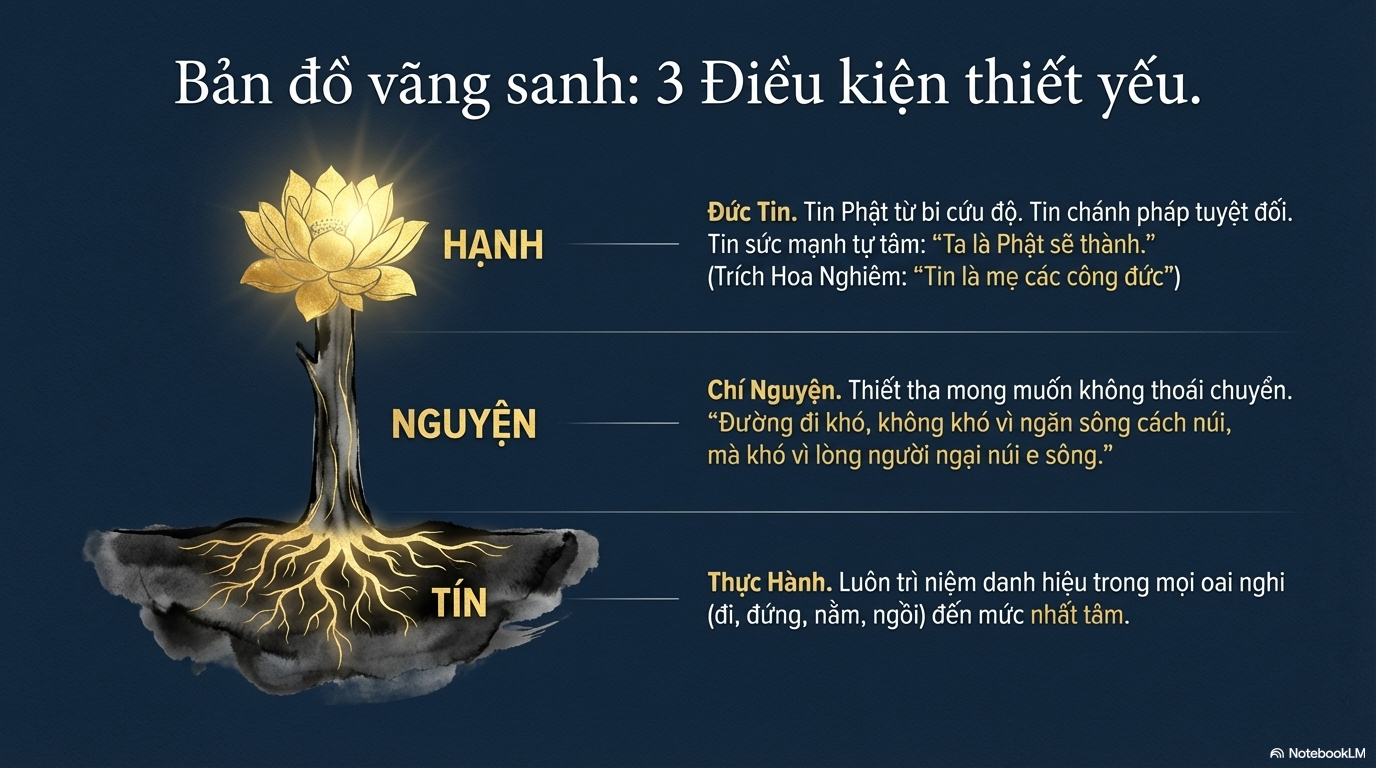 Bản đồ vãng sanh: 3 Điều kiện thiết yếu.
HẠNH
Đức Tin. Tin Phật từ bi cứu độ. Tin chánh pháp tuyệt đối.
Tin sức mạnh tự tâm: “Ta là Phật sẽ thành.”
(Trích Hoa Nghiêm: “Tin là mẹ các công đức”)
NGUYỆN
Chí Nguyện. Thiết tha mong muốn không thoái chuyển.
“Đường đi khó, không khó vì ngăn sông cách núi,
mà khó vì lòng người ngại núi e sông.”
TÍN
Thực Hành. Luôn trì niệm danh hiệu trong mọi oai nghi
(đi, đứng, nằm, ngồi) đến mức nhất tâm.
NotebookLM